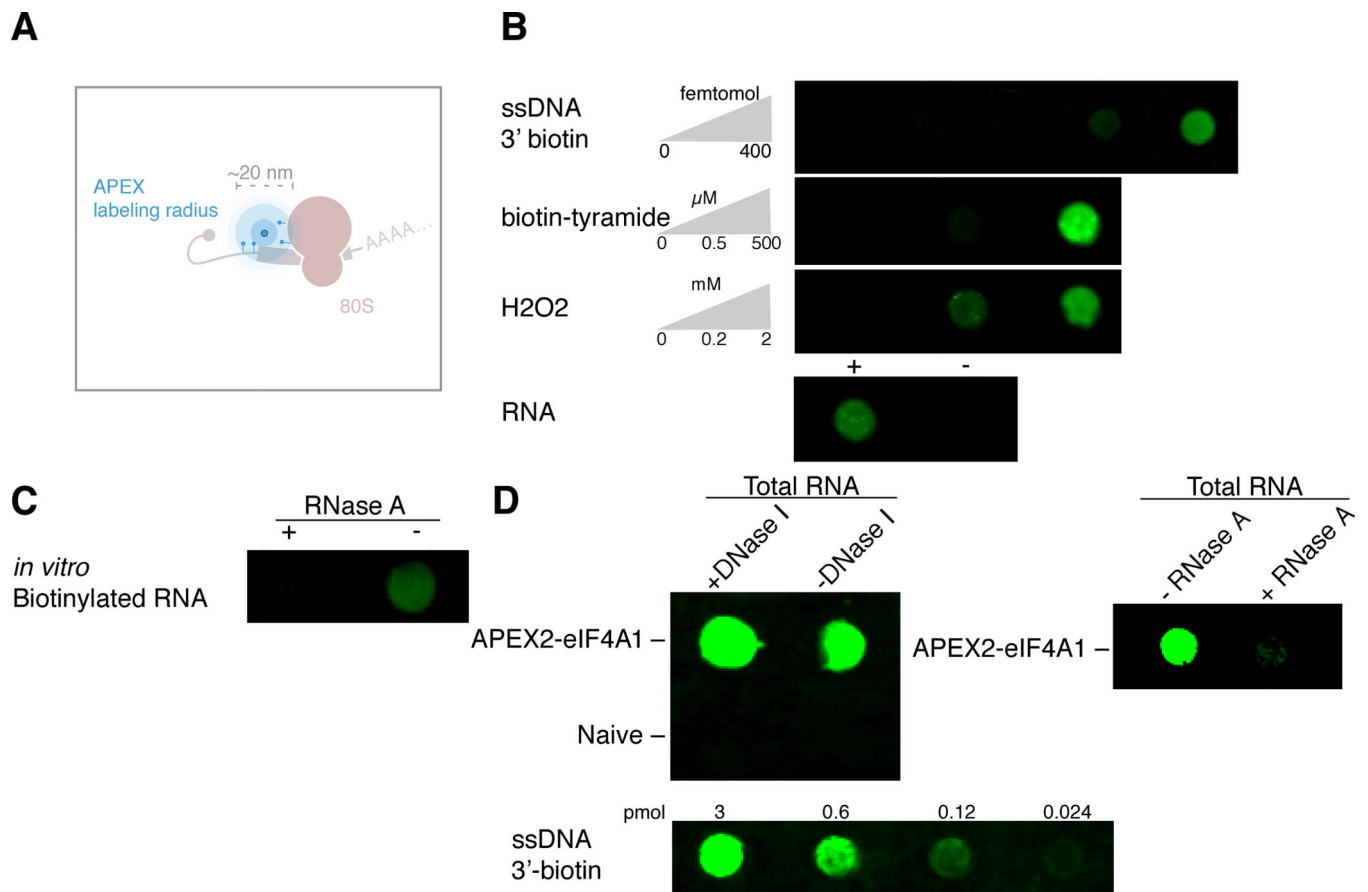 A
~20 nm
APEX
labeling radius
AAAA...
80S
B
ssDNA
3’ biotin
femtomol
0 400
biotin-tyramide
µM
0 0.5 500
H2O2
mM
0 0.2 2
+ -
RNA
C
RNase A
+ -
in vitro
Biotinylated RNA
D
Total RNA
+DNase I
-DNase I
APEX2-eIF4A1 –
Naive –
Total RNA
- RNase A
+ RNase A
APEX2-eIF4A1 –
pmol 3 0.6 0.12 0.024
ssDNA
3’-biotin